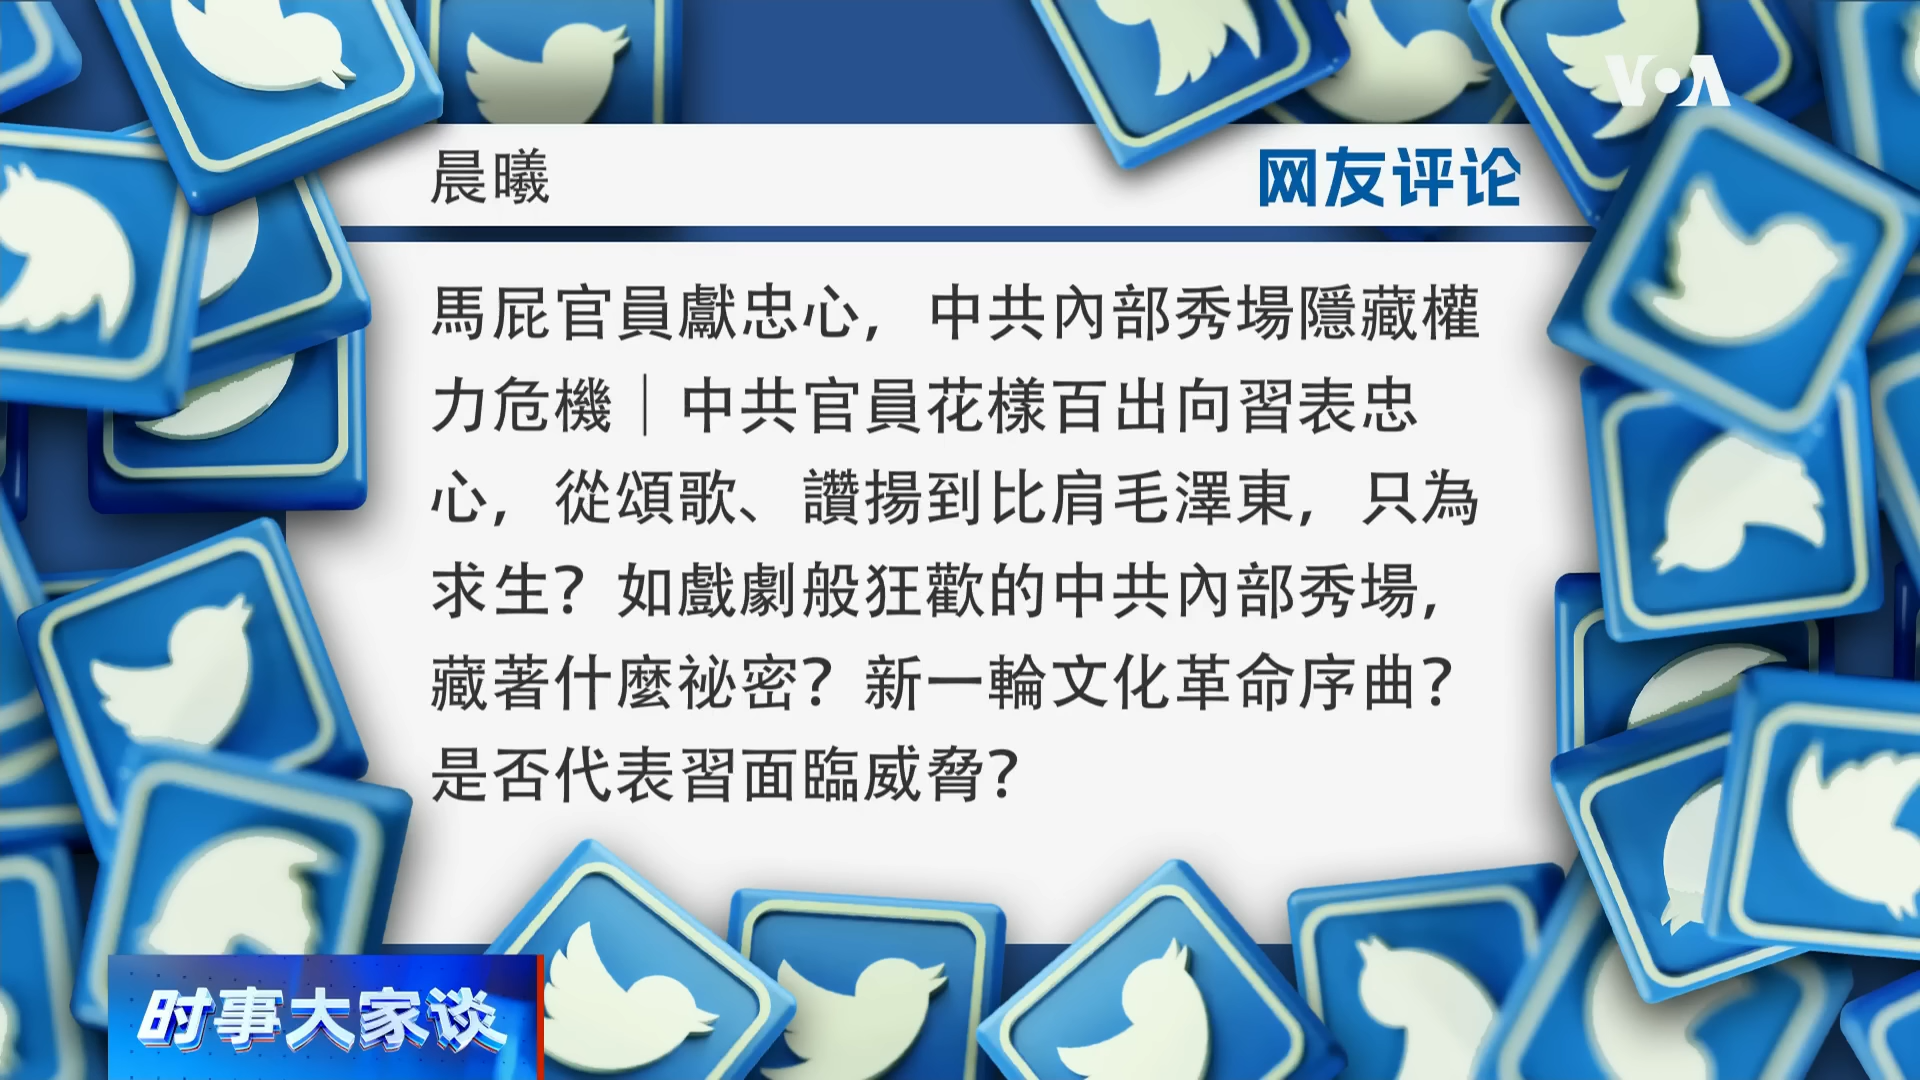 VOA
晨曦
网友评论
馬屁官員獻忠心，中共內部秀場隱藏權
力危機｜中共官員花樣百出向習表忠
心，從頌歌、讚揚到比肩毛澤東，只為
求生？如戲劇般狂歡的中共內部秀場，
藏著什麼祕密？新一輪文化革命序曲？
是否代表習面臨威脅？
时事大家谈